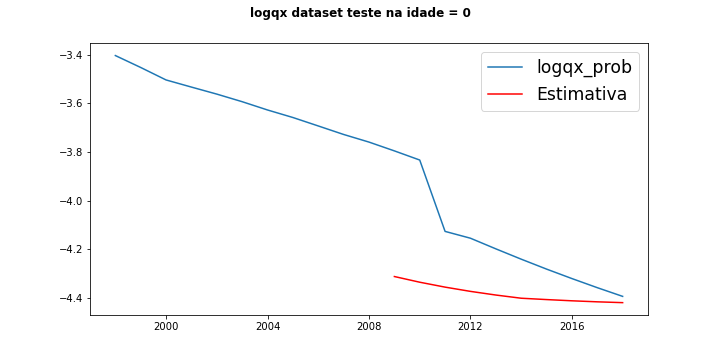 logqx dataset teste na idade = 0
logqx_prob
Estimativa
−3.4
−3.6
−3.8
−4.0
−4.2
−4.4
2000 2004 2008 2012 2016